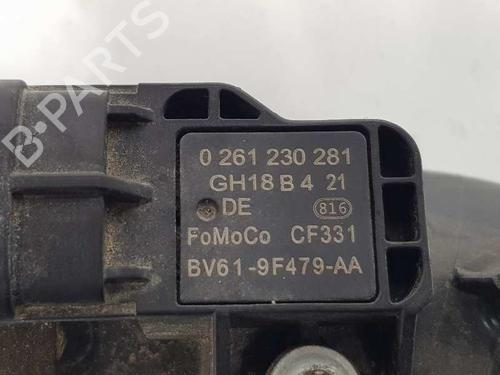 B-PARTS
0 261 230 281
GH18 B 4 21
DE 816
FoMoCo CF331
BV61-9F479-AA